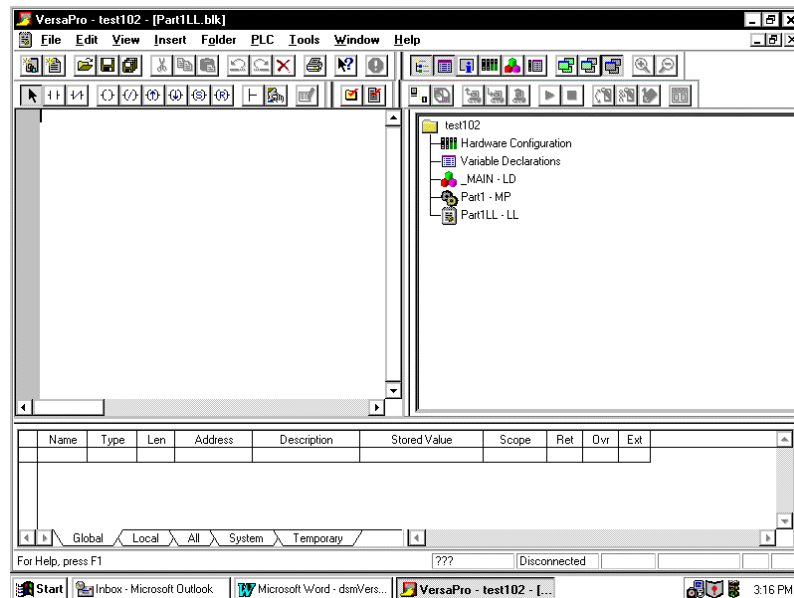 VersaPro - test102 - [Part1LL.blk]
File Edit View Insert Folder PLC Tools Window Help
test102
Hardware Configuration
Variable Declarations
_MAIN - LD
Part1 - MP
Part1LL - LL
Name Type Len Address Description Stored Value Scope Ret Ovr Ext
Global Local All System Temporary
For Help, press F1 ??? Disconnected
Start Inbox - Microsoft Outlook Microsoft Word - dsmVers... VersaPro - test102 - [... 3:16 PM